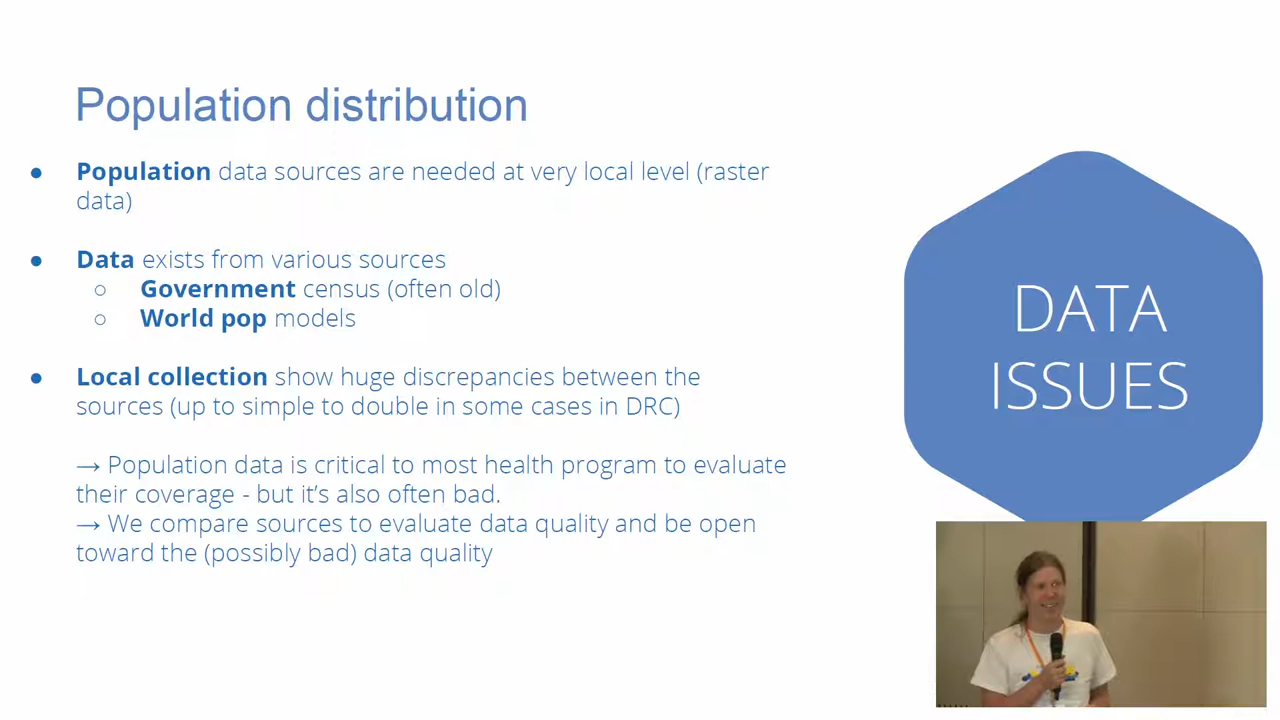 Population distribution
● Population data sources are needed at very local level (raster
data)
● Data exists from various sources
○ Government census (often old)
○ World pop models
● Local collection show huge discrepancies between the
sources (up to simple to double in some cases in DRC)
→ Population data is critical to most health program to evaluate
their coverage - but it’s also often bad.
→ We compare sources to evaluate data quality and be open
toward the (possibly bad) data quality
DATA
ISSUES